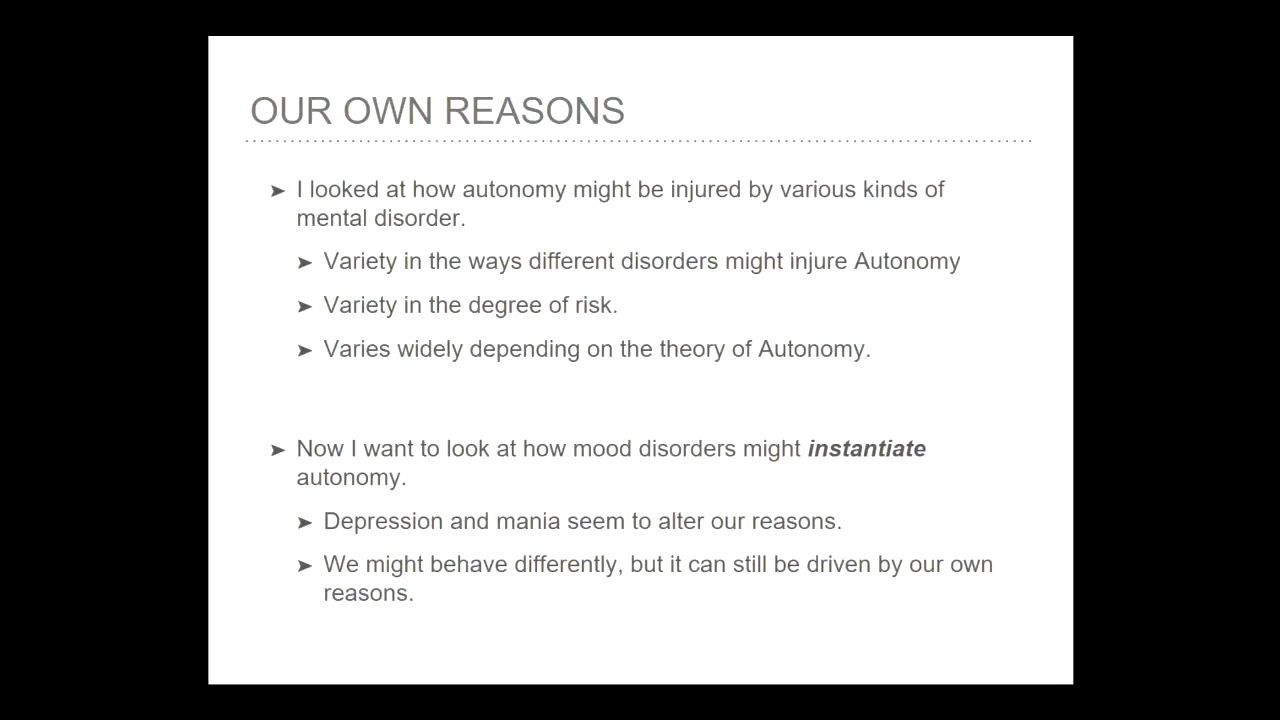 OUR OWN REASONS
➤ I looked at how autonomy might be injured by various kinds of
mental disorder.
➤ Variety in the ways different disorders might injure Autonomy
➤ Variety in the degree of risk.
➤ Varies widely depending on the theory of Autonomy.
➤ Now I want to look at how mood disorders might instantiate
autonomy.
➤ Depression and mania seem to alter our reasons.
➤ We might behave differently, but it can still be driven by our own
reasons.